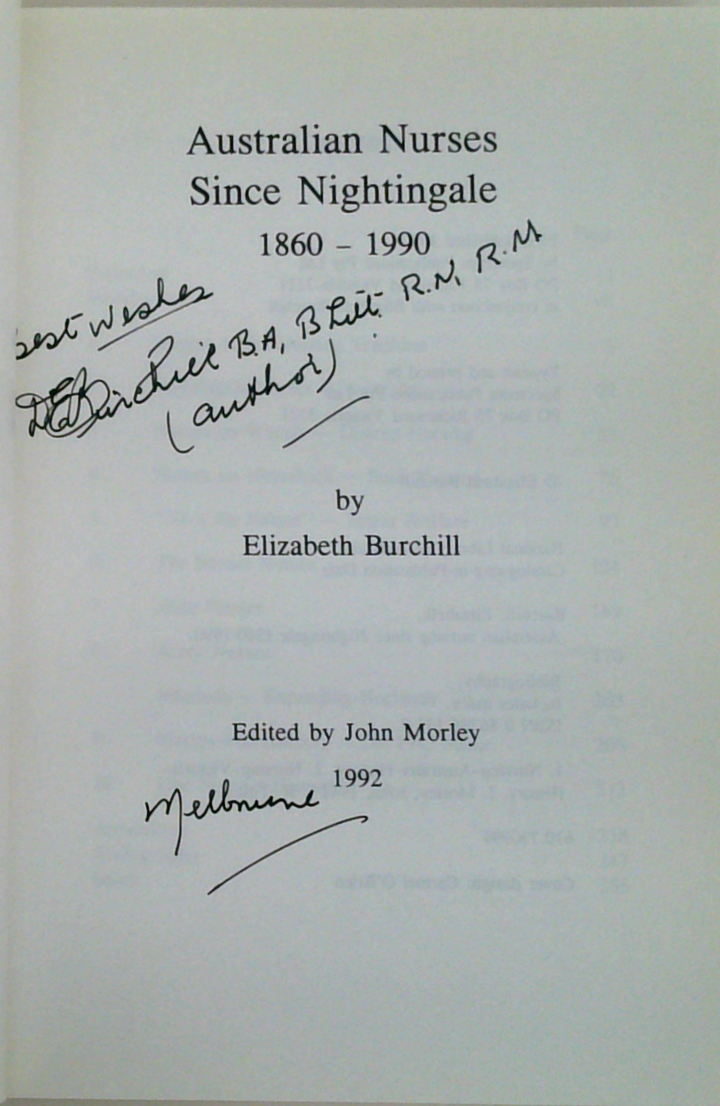 Australian Nurses
Since Nightingale
1860 – 1990
Best Wishes
Burchill B.A, B Litt. R.N, R.M
(author)
by
Elizabeth Burchill
Edited by John Morley
1992
Melbourne